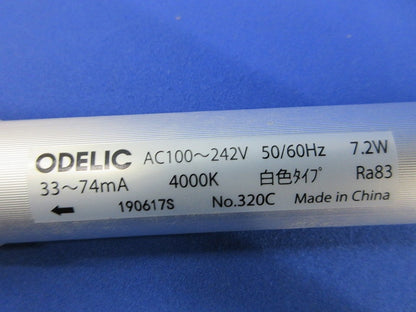 ODELIC AC100～242V 50/60Hz 7.2W
33～74mA 4000K 白色ﾀｲﾌﾟ Ra83
190617S No.320C Made in China